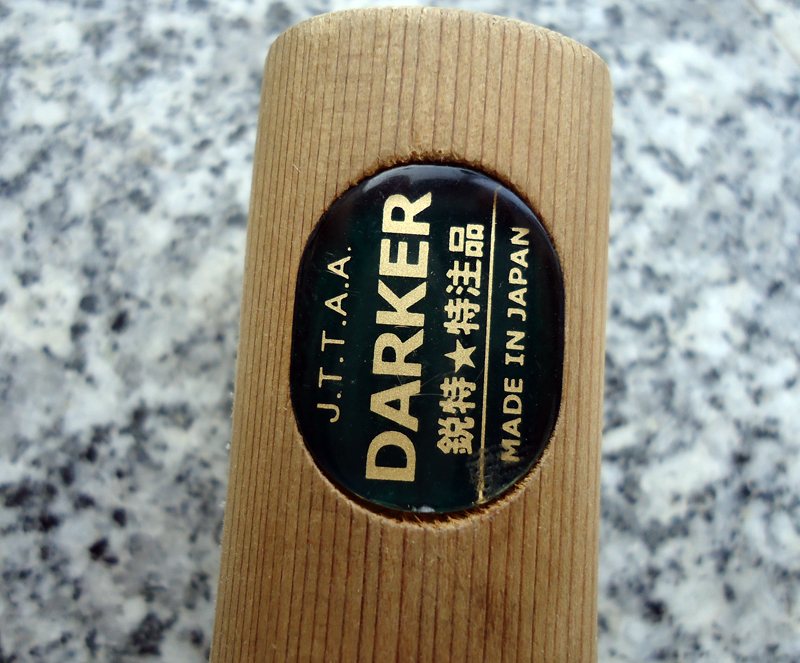 J.T.T.A.A.
DARKER
鋭特★特注品
MADE IN JAPAN